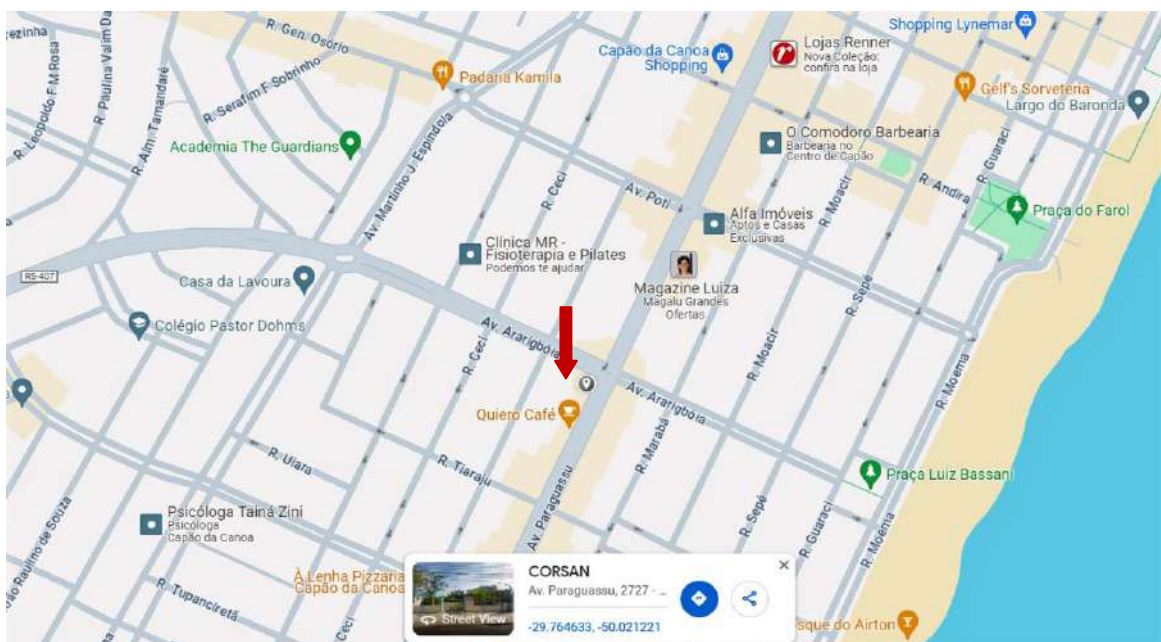 ezinha
R. Leopoldo F M Rosa
R. Paulina Valim Da
R. Alm. Tamandaré
R. Gen. Osório
R. Serafim F Sobrinho
Padaria Kamila
Academia The Guardians
Av. Martinho J. Espindola
R. Ceci
Capão da Canoa
Shopping
Lojas Renner
Nova Coleção:
confira na loja
Shopping Lynemar
Gelf's Sorveteria
Largo do Baronda
O Comodoro Barbearia
Barbearia no
Centro de Capão
R. Guaraci
R. Andira
R. Moacir
Praça do Farol
Av. Poti
Alfa Imóveis
Aptos e Casas
Exclusivas
Clínica MR -
Fisioterapia e Pilates
Podemos te ajudar
Magazine Luiza
Magalu Grandes
Ofertas
RS-407
Casa da Lavoura
Colégio Pastor Dohms
R. Sepé
Av. Ararigbóia
R. Ceci
R. Moacir
R. Moema
Av. Ararigbóia
Quiero Café
R. Marabá
R. Uiara
R. Tiaraju
Praça Luiz Bassani
Av. Paraguassu
R. Sepé
R. Guaraci
R. Moema
Psicóloga Tainá Zini
Psicóloga
Capão da Canoa
ão Raulino de Souza
À Lenha Pizzaria
Capão da Canoa
R. Tupanciretã
Ceci
CORSAN
Av. Paraguassu, 2727 - ...
-29.764633, -50.021221
Street View
sque do Airton